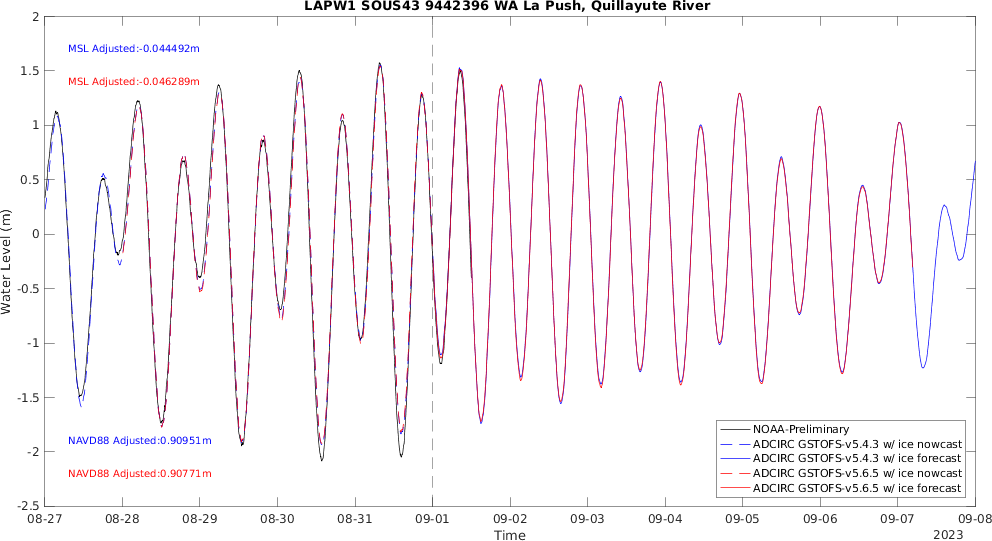 LAPW1 SOUS43 9442396 WA La Push, Quillayute River
2
1.5
1
0.5
0
-0.5
-1
-1.5
-2
-2.5
Water Level (m)
MSL Adjusted:-0.044492m
MSL Adjusted:-0.046289m
NAVD88 Adjusted:0.90951m
NAVD88 Adjusted:0.90771m
NOAA-Preliminary
ADCIRC GSTOFS-v5.4.3 w/ ice nowcast
ADCIRC GSTOFS-v5.4.3 w/ ice forecast
ADCIRC GSTOFS-v5.6.5 w/ ice nowcast
ADCIRC GSTOFS-v5.6.5 w/ ice forecast
08-27 08-28 08-29 08-30 08-31 09-01 09-02 09-03 09-04 09-05 09-06 09-07 09-08
Time
2023